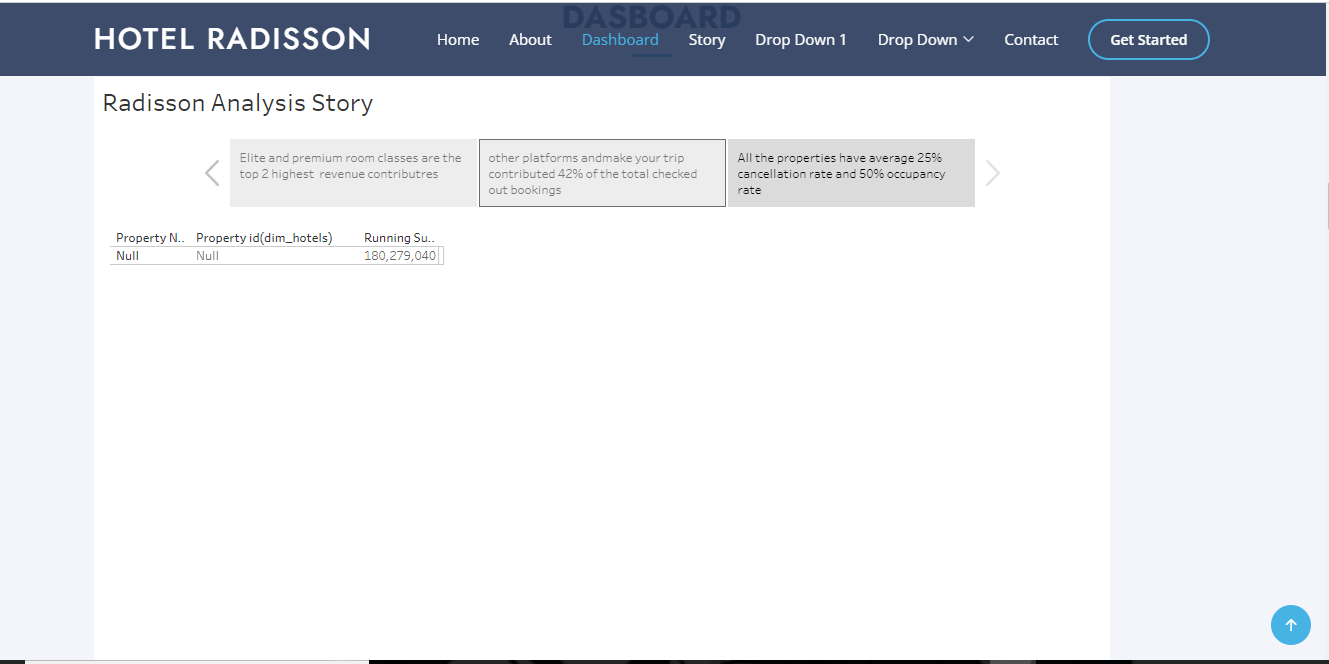 DASBOARD
HOTEL RADISSON
Home About Dashboard Story Drop Down 1 Drop Down Contact Get Started
Radisson Analysis Story
Elite and premium room classes are the
top 2 highest  revenue contributres
other platforms andmake your trip
contributed 42% of the total checked
out bookings
All the properties have average 25%
cancellation rate and 50% occupancy
rate
Property N.. Property id(dim_hotels) Running Su..
Null Null 180,279,040